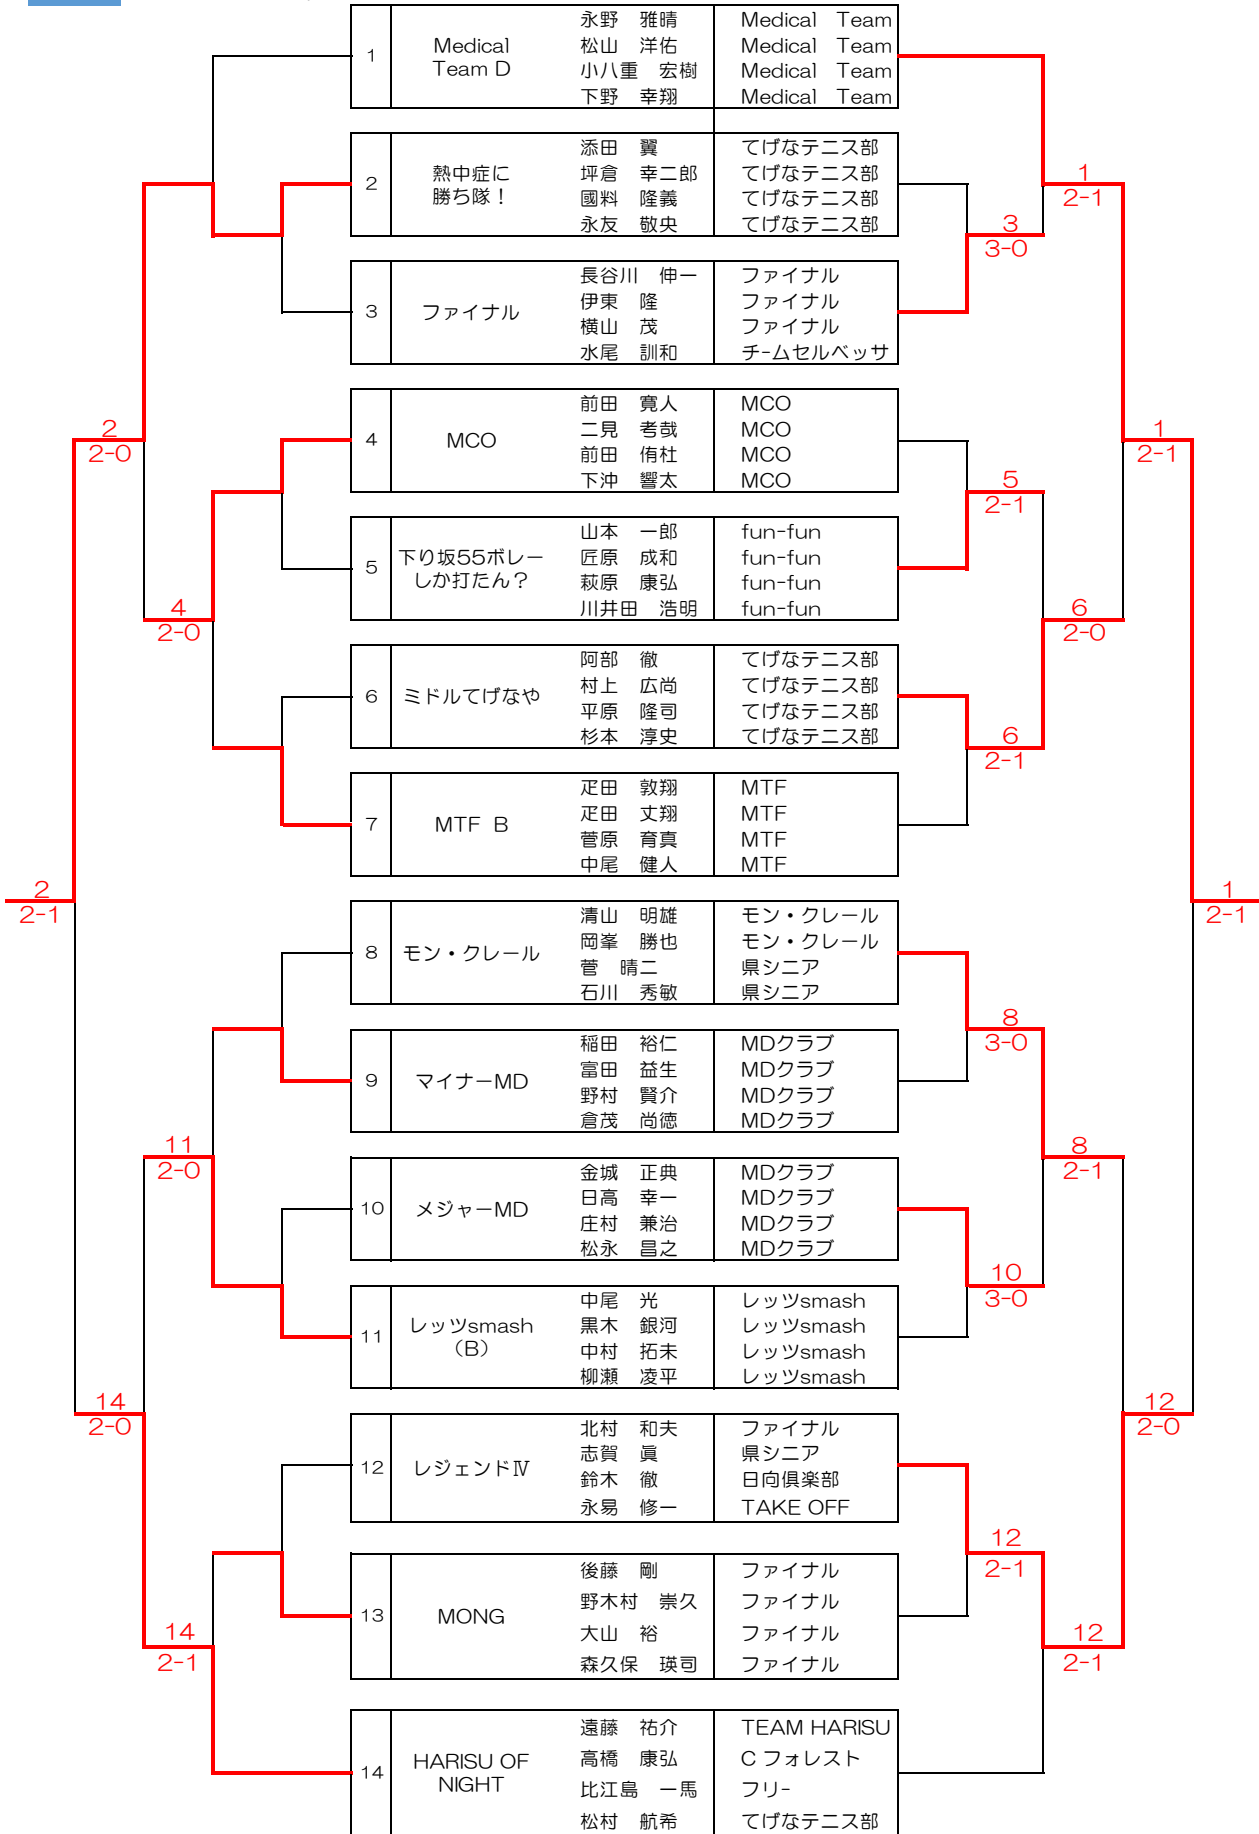 1
Medical
Team D
永野 雅晴 Medical Team
松山 洋佑 Medical Team
小八重 宏樹 Medical Team
下野 幸翔 Medical Team
2
熱中症に
勝ち隊！
添田 翼 てげなテニス部
坪倉 幸二郎 てげなテニス部
國料 隆義 てげなテニス部
永友 敬央 てげなテニス部
1
2-1
3
3-0
3
ファイナル
長谷川 伸一 ファイナル
伊東 隆 ファイナル
横山 茂 ファイナル
水尾 訓和 チｰムセルベッサ
2
2-0
4
MCO
前田 寛人 MCO
二見 考哉 MCO
前田 侑杜 MCO
下沖 響太 MCO
1
2-1
5
2-1
5
下り坂55ボレー
しか打たん？
山本 一郎 fun-fun
匠原 成和 fun-fun
萩原 康弘 fun-fun
川井田 浩明 fun-fun
4
2-0
6
2-0
6
ミドルてげなや
阿部 徹 てげなテニス部
村上 広尚 てげなテニス部
平原 隆司 てげなテニス部
杉本 淳史 てげなテニス部
6
2-1
7
MTF B
疋田 敦翔 MTF
疋田 丈翔 MTF
菅原 育真 MTF
中尾 健人 MTF
2
2-1
1
2-1
8
モン・クレール
清山 明雄 モン・クレール
岡峯 勝也 モン・クレール
菅 晴二 県シニア
石川 秀敏 県シニア
8
3-0
9
マイナーMD
稲田 裕仁 MDクラブ
富田 益生 MDクラブ
野村 賢介 MDクラブ
倉茂 尚徳 MDクラブ
11
2-0
8
2-1
10
メジャーMD
金城 正典 MDクラブ
日高 幸一 MDクラブ
庄村 兼治 MDクラブ
松永 昌之 MDクラブ
10
3-0
11
レッツsmash
（B）
中尾 光 レッツsmash
黒木 銀河 レッツsmash
中村 拓未 レッツsmash
柳瀬 凌平 レッツsmash
14
2-0
12
2-0
12
レジェンドⅣ
北村 和夫 ファイナル
志賀 眞 県シニア
鈴木 徹 日向倶楽部
永易 修一 TAKE OFF
12
2-1
13
MONG
後藤 剛 ファイナル
野木村 崇久 ファイナル
大山 裕 ファイナル
森久保 瑛司 ファイナル
14
2-1
12
2-1
14
HARISU OF
NIGHT
遠藤 祐介 TEAM HARISU
高橋 康弘 C フォレスト
比江島 一馬 フリｰ
松村 航希 てげなテニス部